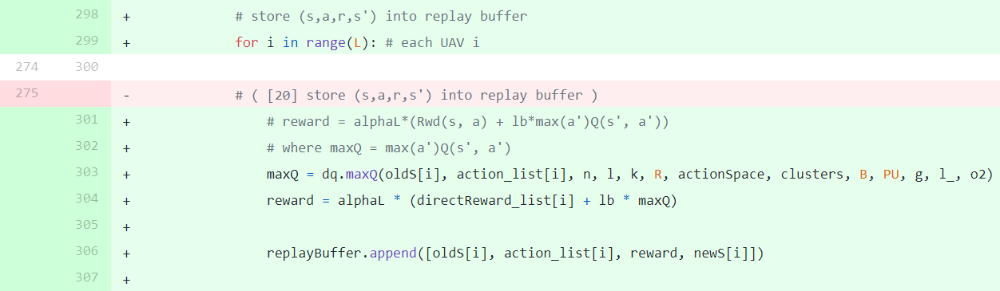 298 + # store (s,a,r,s') into replay buffer
299 + for i in range(L): # each UAV i
274 300
275 - # ( [20] store (s,a,r,s') into replay buffer )
301 + # reward = alphaL*(Rwd(s, a) + lb*max(a')Q(s', a'))
302 + # where maxQ = max(a')Q(s', a')
303 + maxQ = dq.maxQ(oldS[i], action_list[i], n, l, k, R, actionSpace, clusters, B, PU, g, l_, o2)
304 + reward = alphaL * (directReward_list[i] + lb * maxQ)
305 +
306 + replayBuffer.append([oldS[i], action_list[i], reward, newS[i]])
307 +